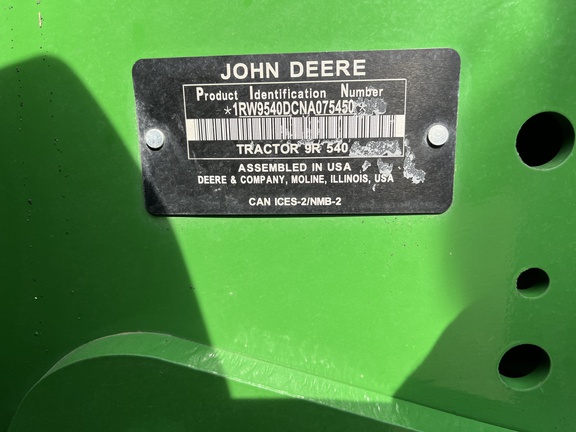 JOHN DEERE
Product Identification Number
*1RW9540DCNA075450*
TRACTOR 9R 540
ASSEMBLED IN USA
DEERE & COMPANY, MOLINE, ILLINOIS, USA
CAN ICES-2/NMB-2